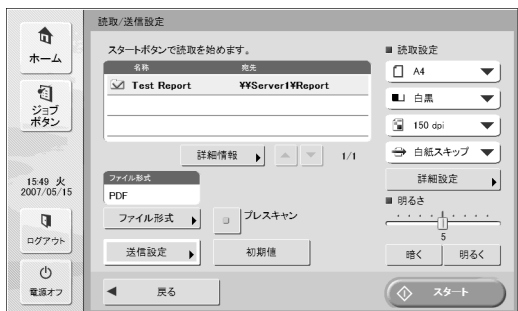 読取/送信設定
ホーム
ジョブ
ボタン
15:49 火
2007/05/15
ログアウト
電源オフ
スタートボタンで読取を始めます。
名称 宛先
Test Report ¥¥Server1¥Report
詳細情報
1/1
ファイル形式
PDF
ファイル形式
プレスキャン
送信設定
初期値
戻る
読取設定
A4
白黒
150 dpi
白紙スキップ
詳細設定
明るさ
5
暗く
明るく
スタート